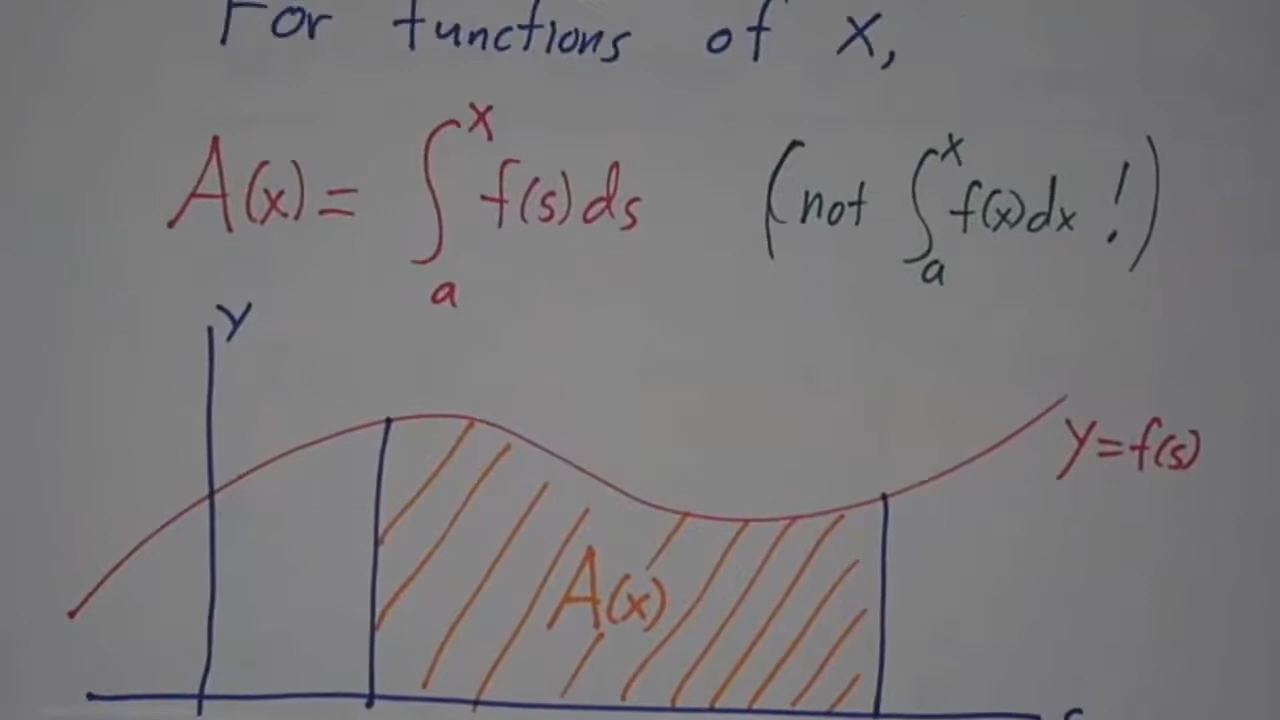 For functions of x,
A(x) = ∫ₐˣ f(s) ds (not ∫ₐˣ f(x) dx !)
y
y = f(s)
A(x)